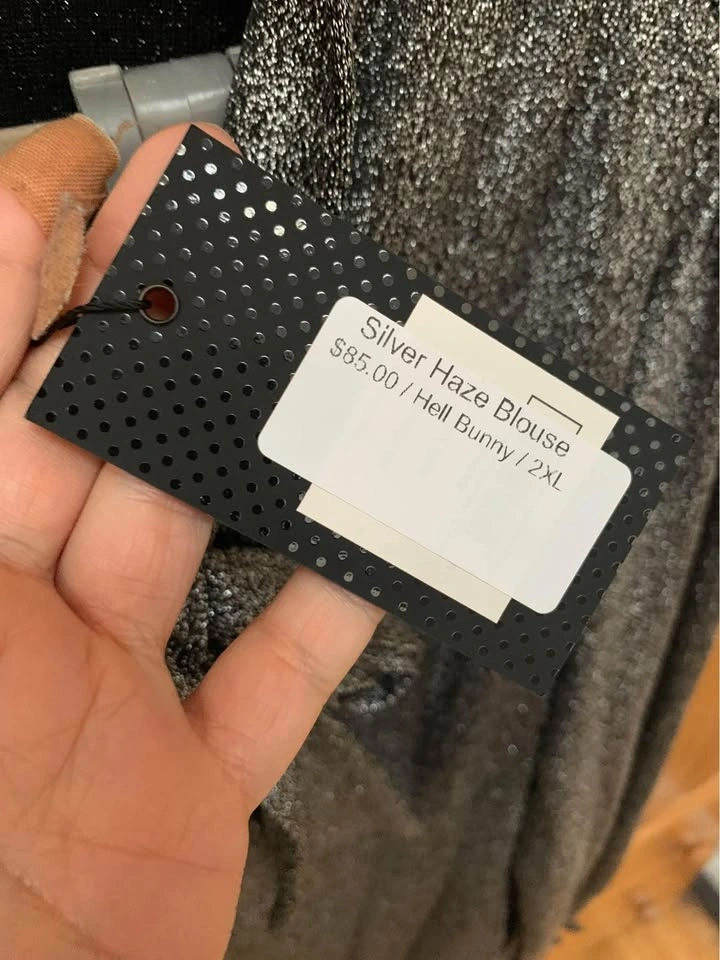 Silver Haze Blouse
$85.00 / Hell Bunny / 2XL